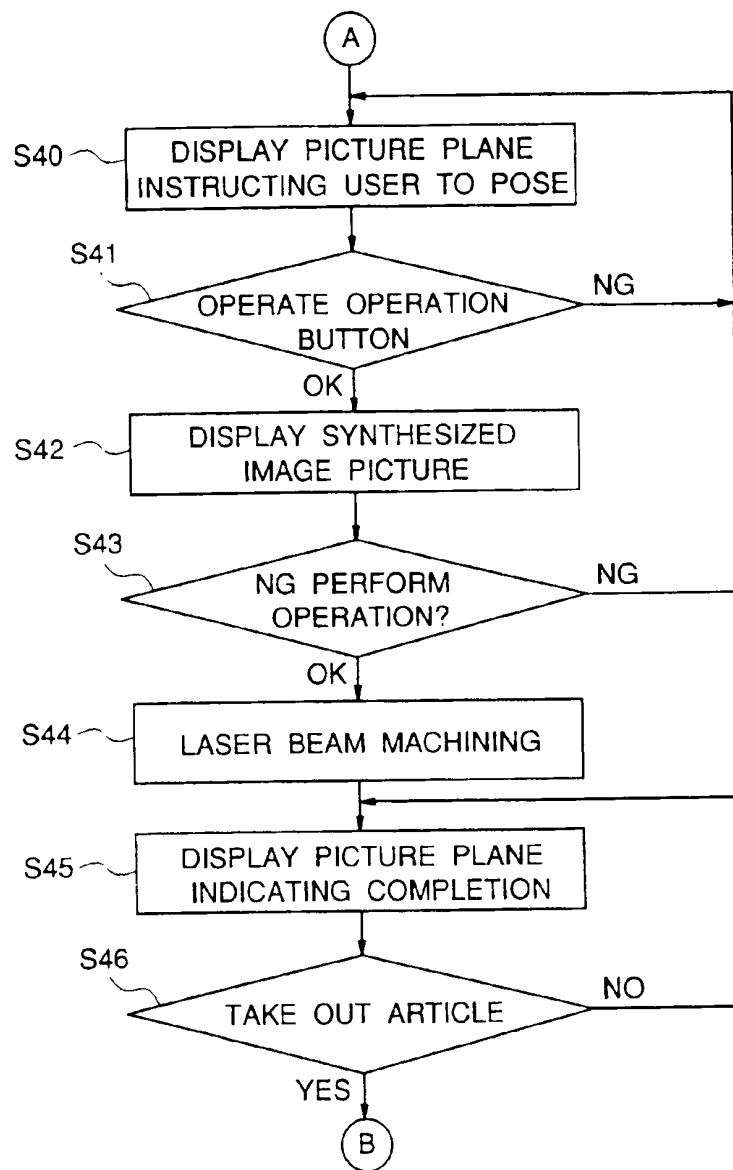 A
S40
DISPLAY PICTURE PLANE
INSTRUCTING USER TO POSE
S41
OPERATE OPERATION
BUTTON
NG
OK
S42
DISPLAY SYNTHESIZED
IMAGE PICTURE
S43
NG PERFORM
OPERATION?
NG
OK
S44
LASER BEAM MACHINING
S45
DISPLAY PICTURE PLANE
INDICATING COMPLETION
S46
TAKE OUT ARTICLE
NO
YES
B